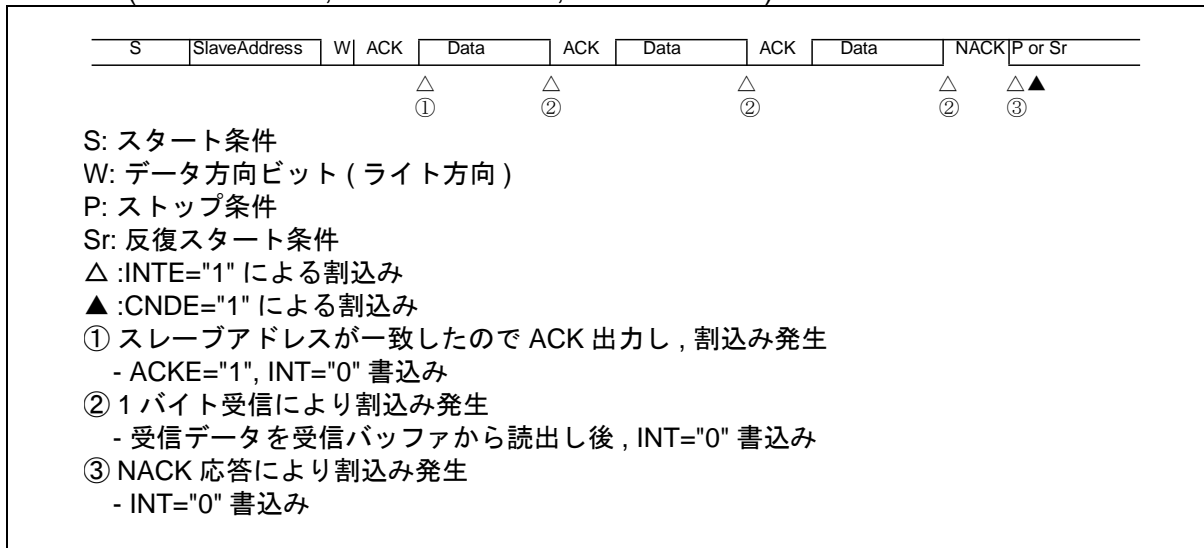 S SlaveAddress W ACK Data ACK Data ACK Data NACK P or Sr
△ △ △ △ △▲
① ② ② ② ③
S: スタート条件
W: データ方向ビット ( ライト方向 )
P: ストップ条件
Sr: 反復スタート条件
△ :INTE="1" による割込み
▲ :CNDE="1" による割込み
① スレーブアドレスが一致したので ACK 出力し , 割込み発生
- ACKE="1", INT="0" 書込み
② 1 バイト受信により割込み発生
- 受信データを受信バッファから読出し後 , INT="0" 書込み
③ NACK 応答により割込み発生
- INT="0" 書込み